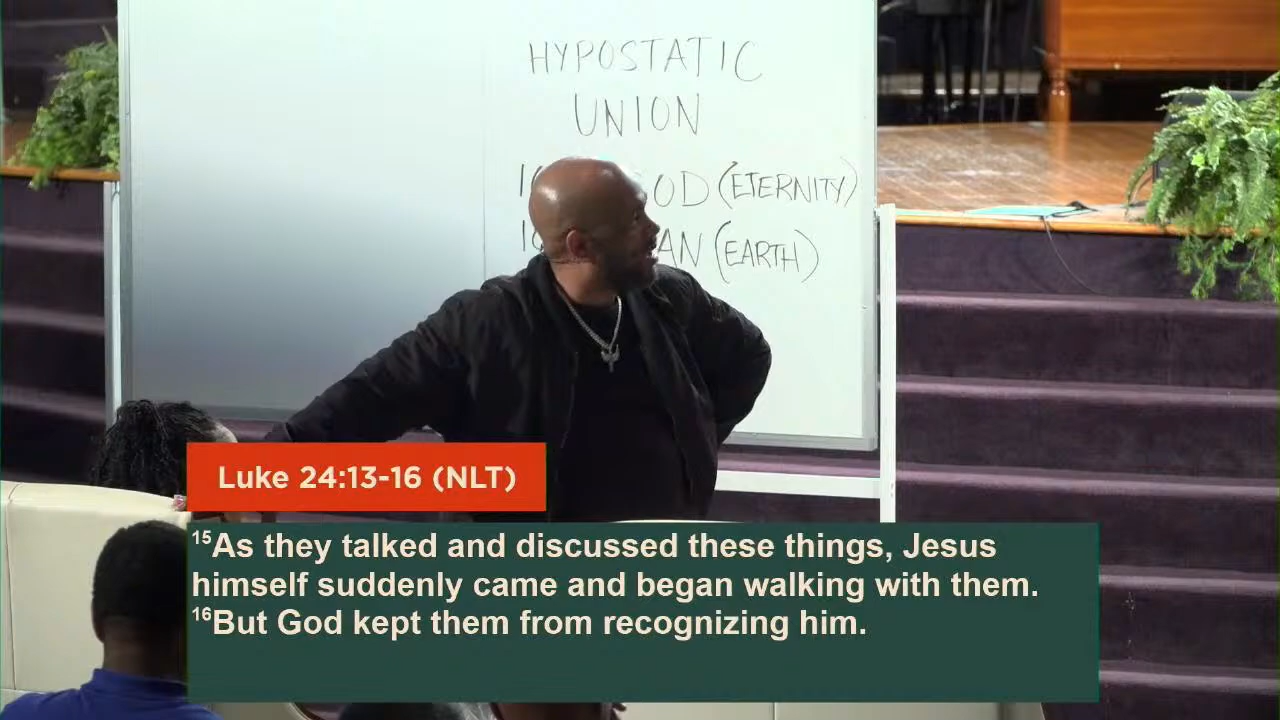 HYPOSTATIC
UNION
(ETERNITY)
(EARTH)
Luke 24:13-16 (NLT)
15As they talked and discussed these things, Jesus
himself suddenly came and began walking with them.
16But God kept them from recognizing him.